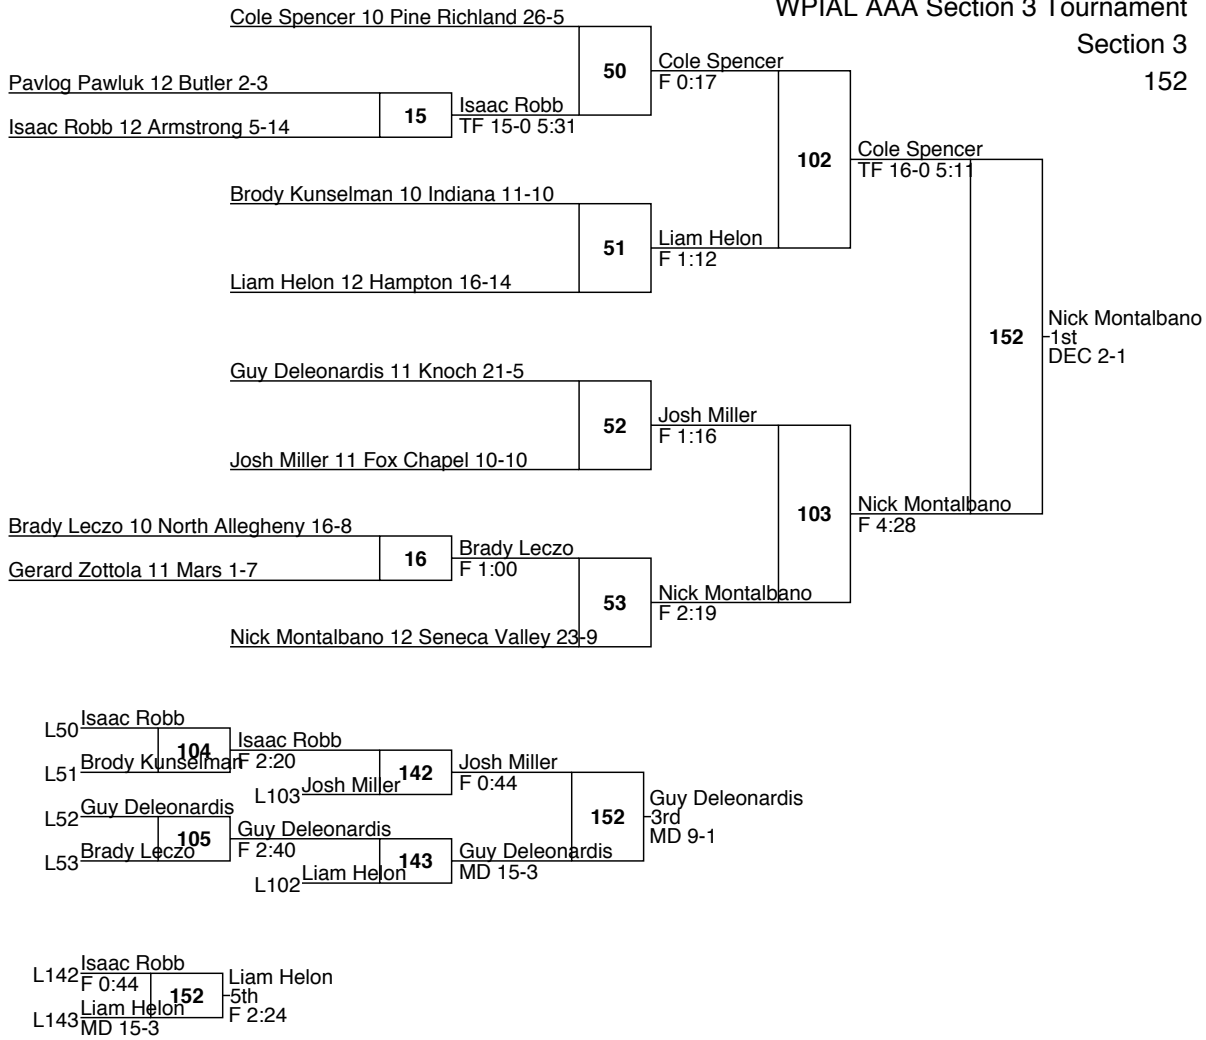 WPIAL AAA Section 3 Tournament
Section 3
152
Cole Spencer 10 Pine Richland 26-5
50
Cole Spencer
F 0:17
Pavlog Pawluk 12 Butler 2-3
15
Isaac Robb
TF 15-0 5:31
Isaac Robb 12 Armstrong 5-14
102
Cole Spencer
TF 16-0 5:11
Brody Kunselman 10 Indiana 11-10
51
Liam Helon
F 1:12
Liam Helon 12 Hampton 16-14
152
Nick Montalbano
1st
DEC 2-1
Guy Deleonardis 11 Knoch 21-5
52
Josh Miller
F 1:16
Josh Miller 11 Fox Chapel 10-10
103
Nick Montalbano
F 4:28
Brady Leczo 10 North Allegheny 16-8
16
Brady Leczo
F 1:00
Gerard Zottola 11 Mars 1-7
53
Nick Montalbano
F 2:19
Nick Montalbano 12 Seneca Valley 23-9
L50 Isaac Robb
104
Isaac Robb
F 2:20
L51 Brody Kunselman
142
Josh Miller
F 0:44
L103 Josh Miller
L52 Guy Deleonardis
105
Guy Deleonardis
F 2:40
L53 Brady Leczo
143
Guy Deleonardis
MD 15-3
L102 Liam Helon
152
Guy Deleonardis
3rd
MD 9-1
L142 Isaac Robb
F 0:44
152
Liam Helon
5th
F 2:24
L143 Liam Helon
MD 15-3